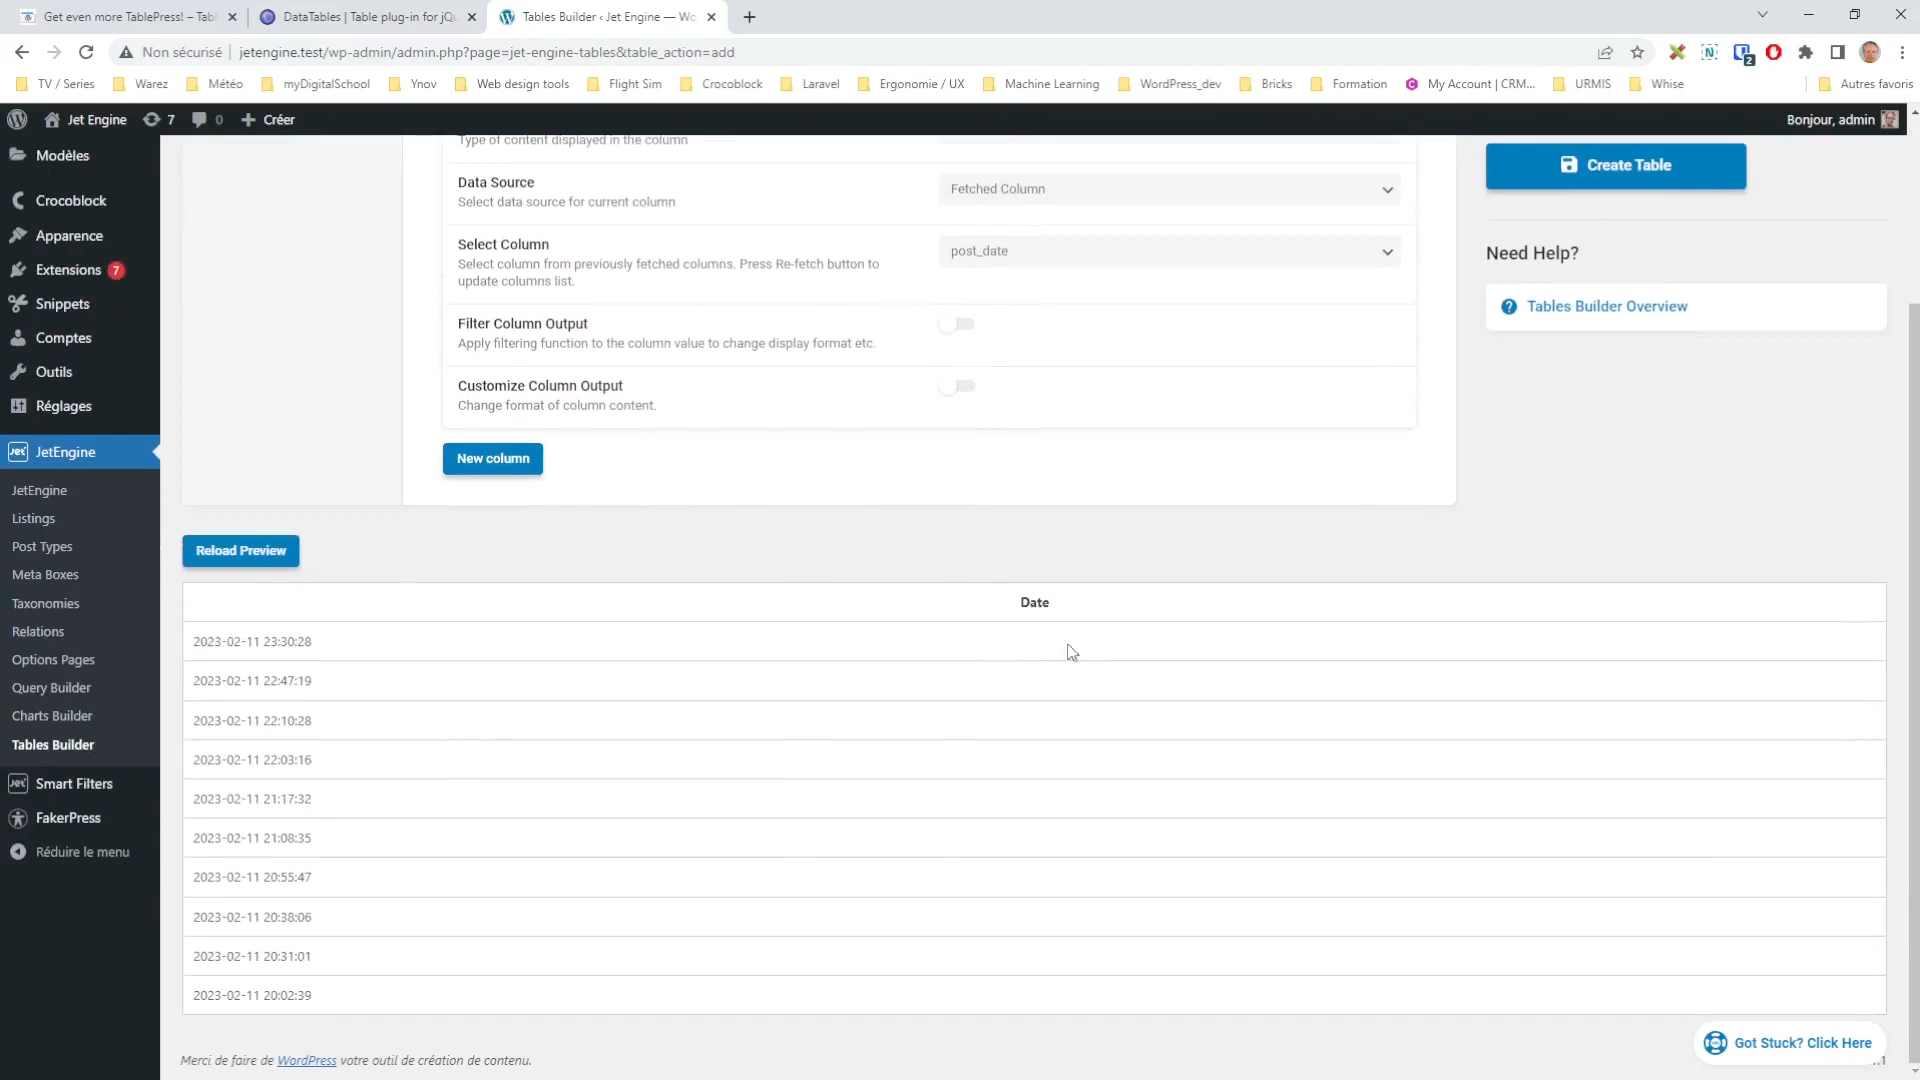 Get even more TablePress! – Tabl
DataTables | Table plug-in for jQu
Tables Builder ‹ Jet Engine — Wo
Non sécurisé
jetengine.test/wp-admin/admin.php?page=jet-engine-tables&table_action=add
2
TV / Series
Warez
Météo
myDigitalSchool
Ynov
Web design tools
Flight Sim
Crocoblock
Laravel
Ergonomie / UX
Machine Learning
WordPress_dev
Bricks
Formation
My Account | CRM...
URMIS
Whise
Autres favoris
Jet Engine
7
0
Créer
Bonjour, admin
Modèles
Crocoblock
Apparence
Extensions 7
Snippets
Comptes
Outils
Réglages
JetEngine
JetEngine
Listings
Post Types
Meta Boxes
Taxonomies
Relations
Options Pages
Query Builder
Charts Builder
Tables Builder
Smart Filters
FakerPress
Réduire le menu
Type of content displayed in the column
Data Source
Select data source for current column
Fetched Column
Select Column
Select column from previously fetched columns. Press Re-fetch button to
update columns list.
post_date
Filter Column Output
Apply filtering function to the column value to change display format etc.
Customize Column Output
Change format of column content.
New column
Create Table
Need Help?
Tables Builder Overview
Reload Preview
Date
2023-02-11 23:30:28
2023-02-11 22:47:19
2023-02-11 22:10:28
2023-02-11 22:03:16
2023-02-11 21:17:32
2023-02-11 21:08:35
2023-02-11 20:55:47
2023-02-11 20:38:06
2023-02-11 20:31:01
2023-02-11 20:02:39
Merci de faire de WordPress votre outil de création de contenu.
Got Stuck? Click Here